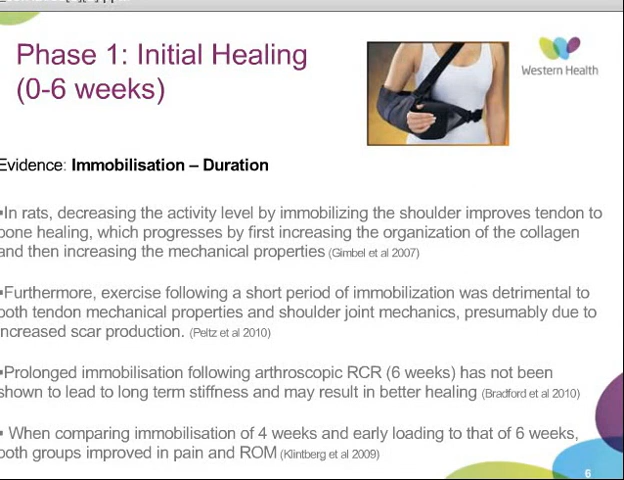 Phase 1: Initial Healing
(0-6 weeks)
Western Health
Evidence: Immobilisation – Duration
▪In rats, decreasing the activity level by immobilizing the shoulder improves tendon to
bone healing, which progresses by first increasing the organization of the collagen
and then increasing the mechanical properties (Gimbel et al 2007)
▪Furthermore, exercise following a short period of immobilization was detrimental to
both tendon mechanical properties and shoulder joint mechanics, presumably due to
increased scar production. (Peltz et al 2010)
▪Prolonged immobilisation following arthroscopic RCR (6 weeks) has not been
shown to lead to long term stiffness and may result in better healing (Bradford et al 2010)
▪ When comparing immobilisation of 4 weeks and early loading to that of 6 weeks,
both groups improved in pain and ROM (Klintberg et al 2009)
6